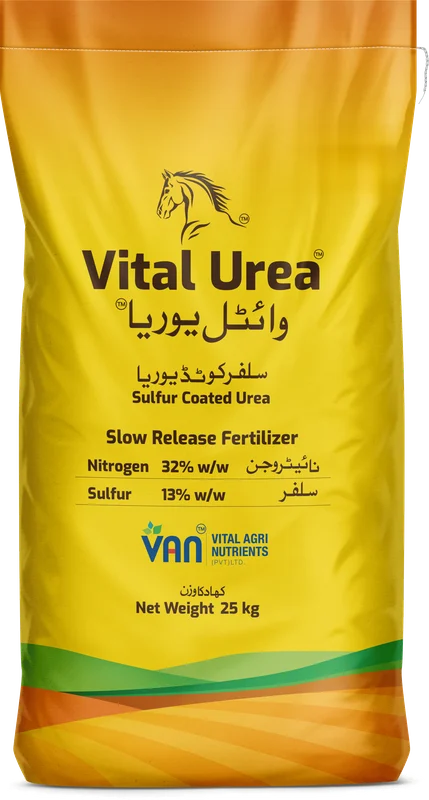 ™
Vital Urea™
وائٹل یوریا™
سلفر کوٹڈ یوریا
Sulfur Coated Urea
Slow Release Fertilizer
Nitrogen 32% w/w نائیٹروجن
Sulfur 13% w/w سلفر
VAN™ VITAL AGRI
NUTRIENTS
(PVT) LTD.
کھاد کا وزن
Net Weight 25 kg